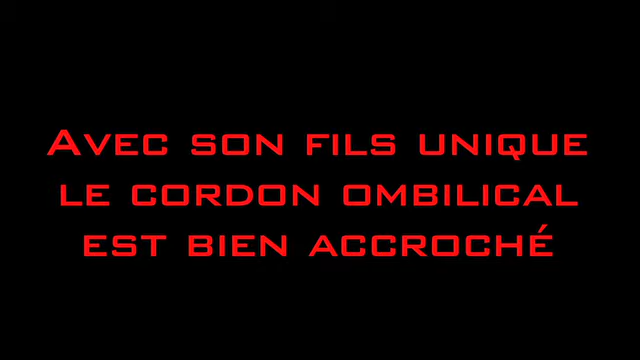 AVEC SON FILS UNIQUE
LE CORDON OMBILICAL
EST BIEN ACCROCHÉ